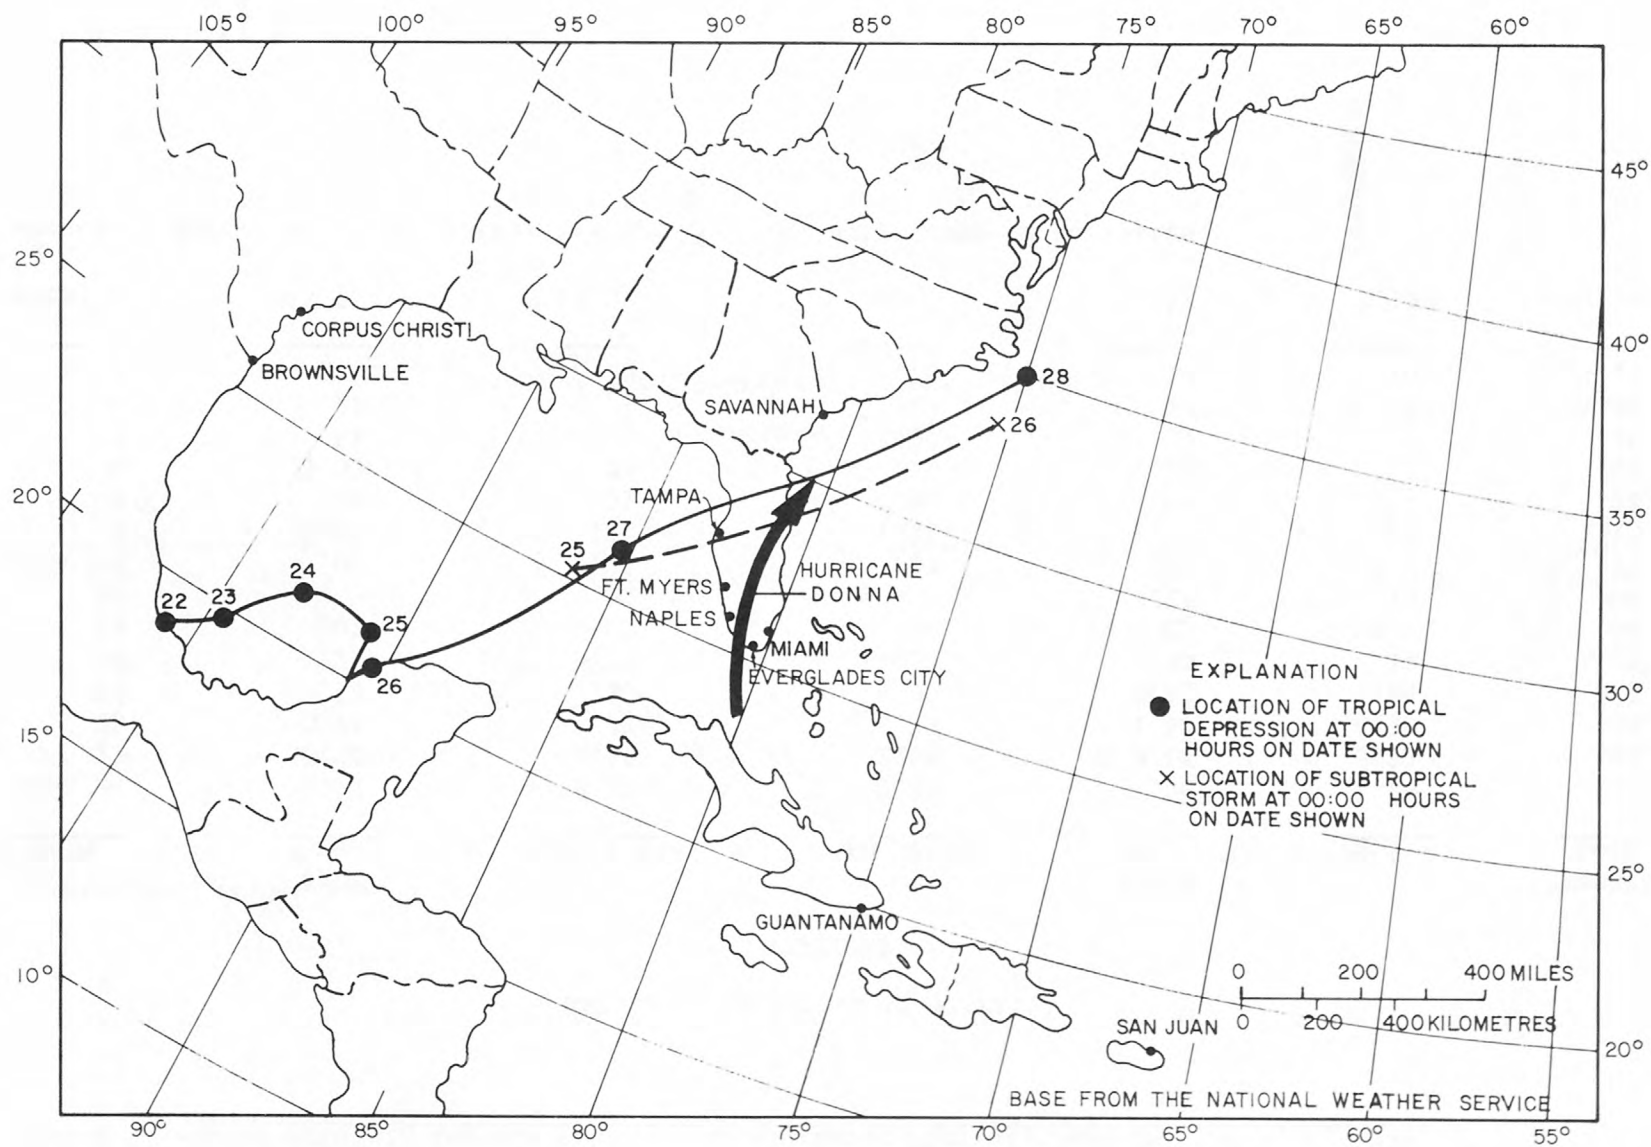 105° 100° 95° 90° 85° 80° 75° 70° 65° 60°
45°
25°
CORPUS CHRISTI
40°
BROWNSVILLE
28
SAVANNAH
26
20°
TAMPA
35°
27
25
24
HURRICANE
DONNA
FT. MYERS
22
23
NAPLES
25
MIAMI
26
EVERGLADES CITY
EXPLANATION
30°
LOCATION OF TROPICAL
DEPRESSION AT 00:00
HOURS ON DATE SHOWN
15°
LOCATION OF SUBTROPICAL
STORM AT 00:00 HOURS
ON DATE SHOWN
25°
GUANTANAMO
10°
0 200 400 MILES
0 200 400 KILOMETRES
SAN JUAN
20°
BASE FROM THE NATIONAL WEATHER SERVICE
90° 85° 80° 75° 70° 65° 60° 55°